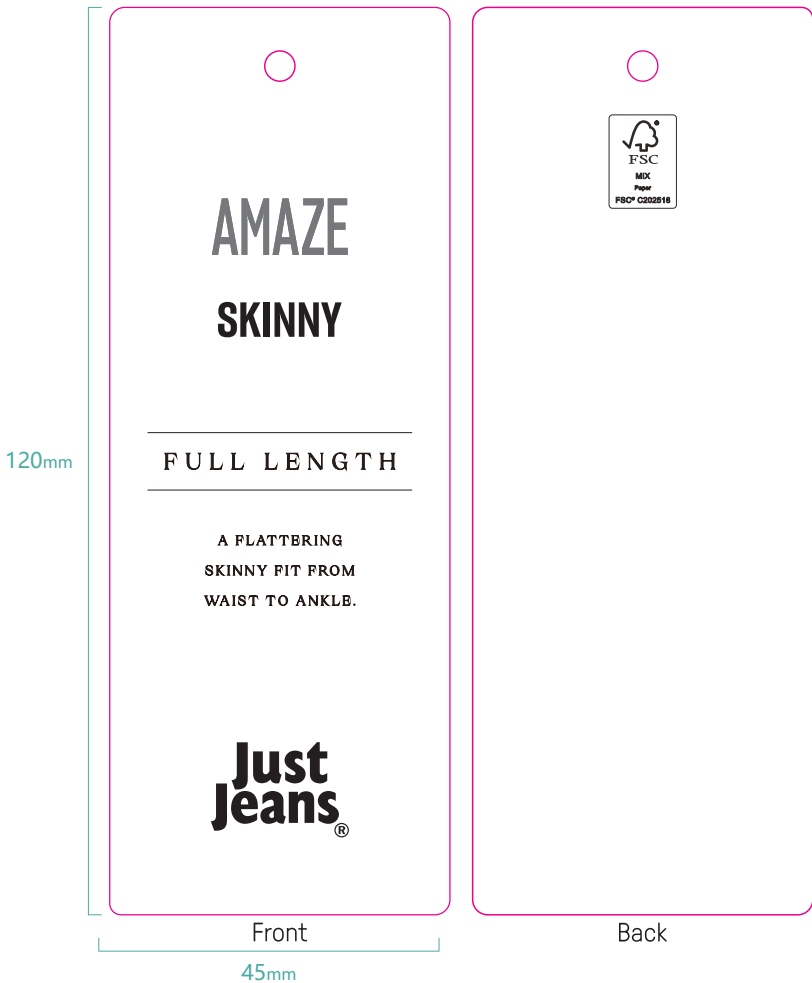 AMAZE
SKINNY
FULL LENGTH
A FLATTERING
SKINNY FIT FROM
WAIST TO ANKLE.
Just
Jeans®
Front
FSC
MIX
Paper
FSC® C202518
Back
120mm
45mm